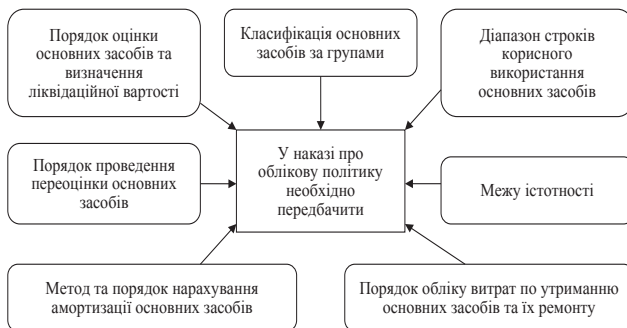 Порядок оцінки
основних засобів та
визначення
ліквідаційної вартості
Класифікація основних
засобів за групами
Діапазон строків
корисного
використання
основних засобів
Порядок проведення
переоцінки основних
засобів
У наказі про
облікову політику
необхідно
передбачити
Межу істотності
Метод та порядок нарахування
амортизації основних засобів
Порядок обліку витрат по утриманню
основних засобів та їх ремонту